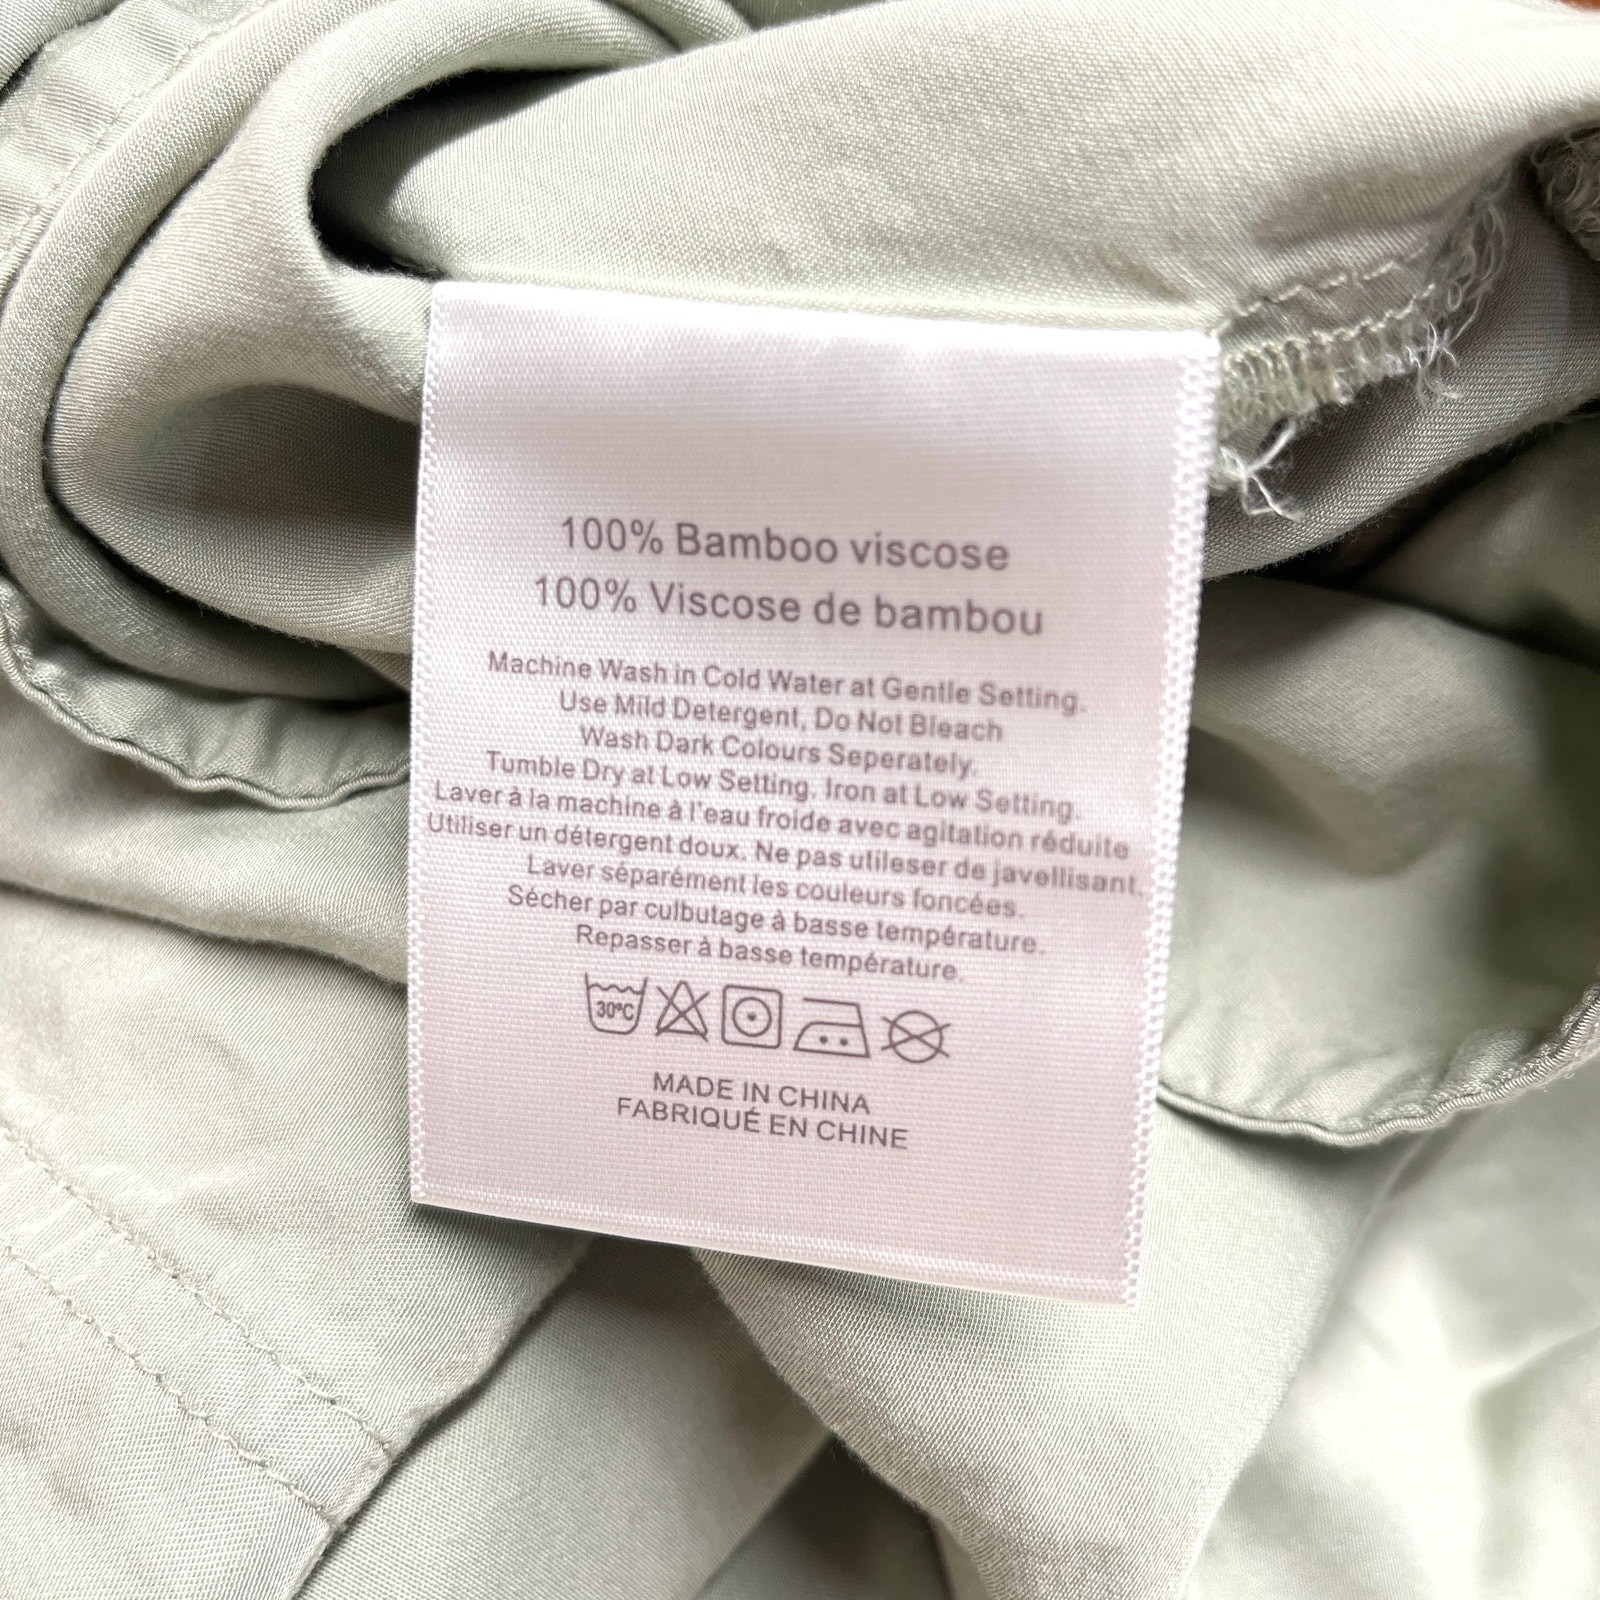 100% Bamboo viscose
100% Viscose de bambou
Machine Wash in Cold Water at Gentle Setting.
Use Mild Detergent, Do Not Bleach
Wash Dark Colours Seperately.
Tumble Dry at Low Setting. Iron at Low Setting.
Laver à la machine à l'eau froide avec agitation réduite
Utiliser un détergent doux. Ne pas utileser de javellisant.
Laver séparément les couleurs foncées.
Sécher par culbutage à basse température.
Repasser à basse température.
30°C
MADE IN CHINA
FABRIQUÉ EN CHINE